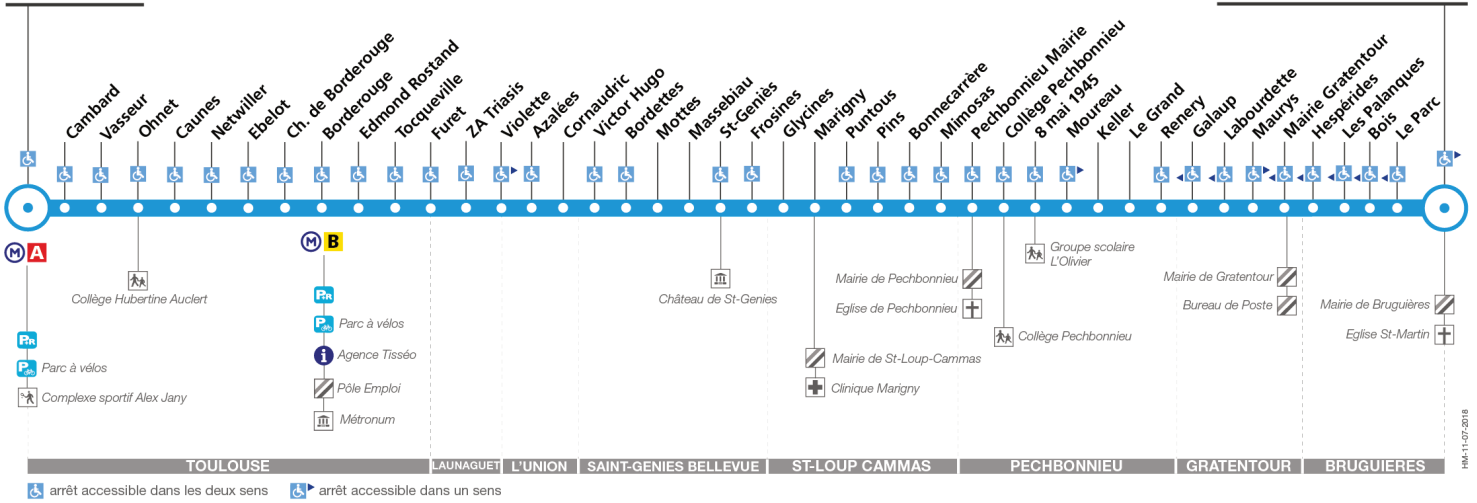 Cambard
Vasseur
Ohnet
Caunes
Netwiller
Ebelot
Ch. de Borderouge
Borderouge
Edmond Rostand
Tocqueville
Furet
ZA Triasis
Violette
Azalées
Cornaudric
Victor Hugo
Bordettes
Mottes
Massebiau
St-Geniès
Frosines
Glycines
Marigny
Puntous
Pins
Bonnecarrère
Mimosas
Pechbonnieu Mairie
Collège Pechbonnieu
8 mai 1945
Moureau
Keller
Le Grand
Renery
Galaup
Labourdette
Maurys
Mairie Gratentour
Hespérides
Les Palanques
Bois
Le Parc
M A
P+R
Parc à vélos
Complexe sportif Alex Jany
Collège Hubertine Auclert
M B
P+R
Parc à vélos
Agence Tisséo
Pôle Emploi
Métronum
Château de St-Genies
Mairie de St-Loup-Cammas
Clinique Marigny
Mairie de Pechbonnieu
Eglise de Pechbonnieu
Collège Pechbonnieu
Groupe scolaire
L'Olivier
Mairie de Gratentour
Bureau de Poste
Mairie de Bruguières
Eglise St-Martin
HM-11-07-2018
TOULOUSE
LAUNAGUET
L'UNION
SAINT-GENIES BELLEVUE
ST-LOUP CAMMAS
PECHBONNIEU
GRATENTOUR
BRUGUIERES
arrêt accessible dans les deux sens
arrêt accessible dans un sens